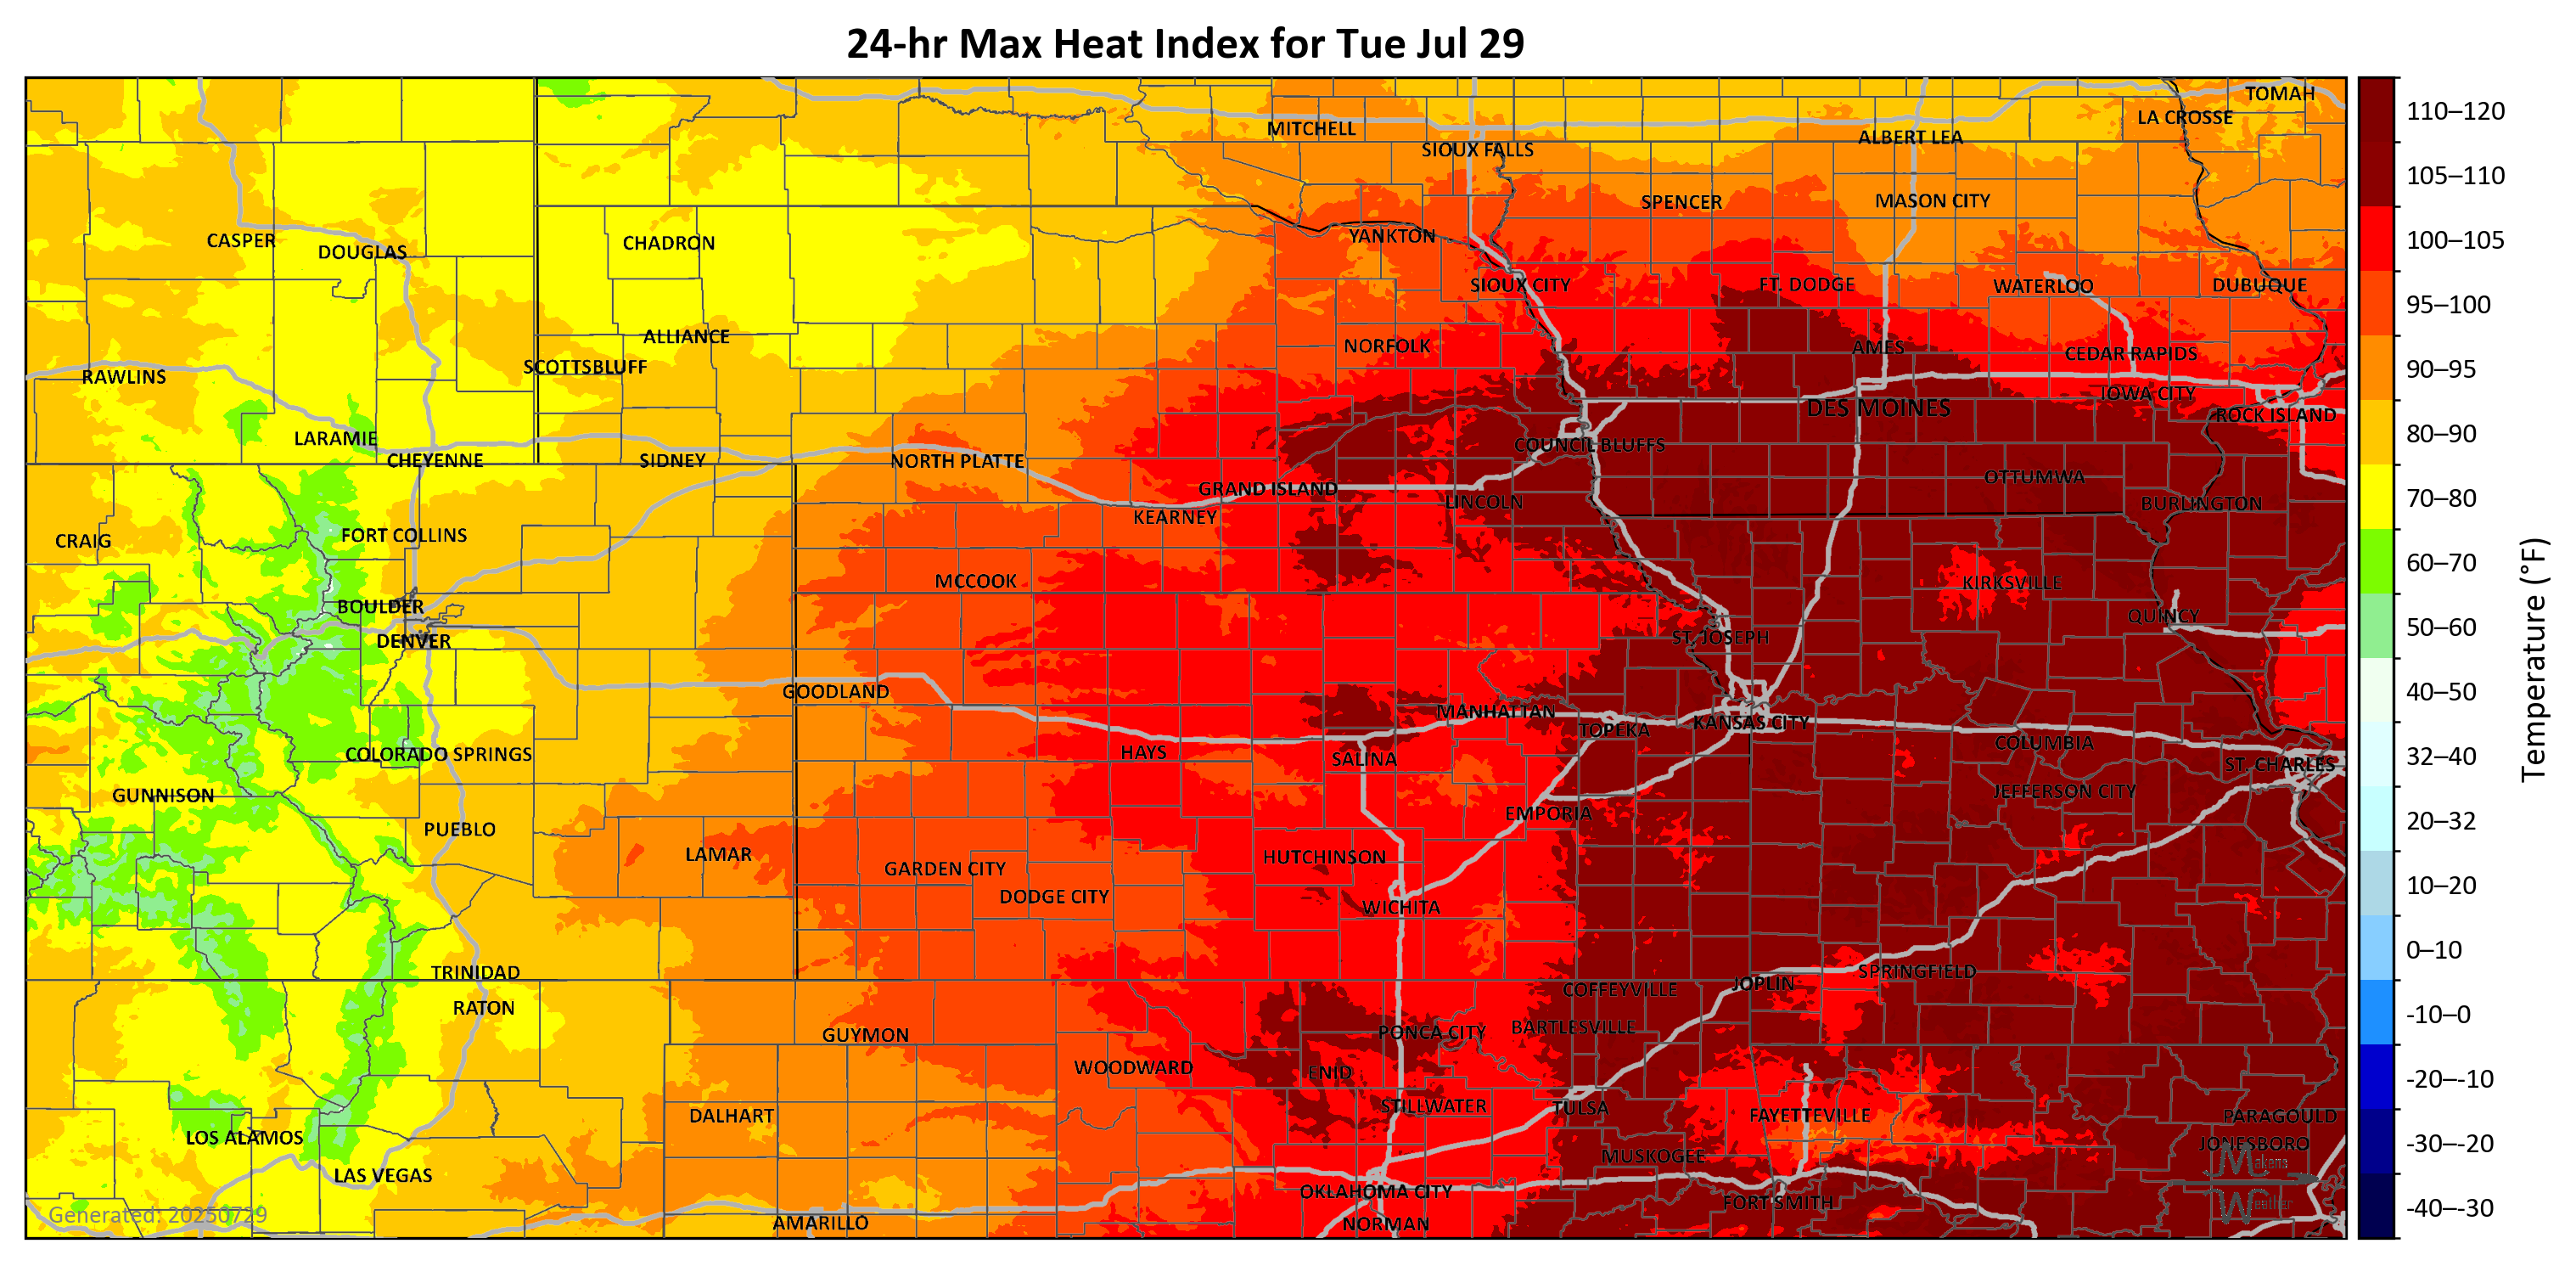 24-hr Max Heat Index for Tue Jul 29
TOMAH
LA CROSSE
MITCHELL
ALBERT LEA
SIOUX FALLS
SPENCER
MASON CITY
YANKTON
CASPER
DOUGLAS
CHADRON
SIOUX CITY
FT. DODGE
WATERLOO
DUBUQUE
ALLIANCE
NORFOLK
AMES
CEDAR RAPIDS
SCOTTSBLUFF
RAWLINS
IOWA CITY
DES MOINES
ROCK ISLAND
LARAMIE
COUNCIL BLUFFS
CHEYENNE
SIDNEY
NORTH PLATTE
OTTUMWA
GRAND ISLAND
LINCOLN
BURLINGTON
KEARNEY
FORT COLLINS
CRAIG
MCCOOK
KIRKSVILLE
BOULDER
QUINCY
DENVER
ST. JOSEPH
GOODLAND
MANHATTAN
TOPEKA
KANSAS CITY
COLUMBIA
COLORADO SPRINGS
HAYS
SALINA
ST. CHARLES
GUNNISON
JEFFERSON CITY
EMPORIA
PUEBLO
LAMAR
HUTCHINSON
GARDEN CITY
DODGE CITY
WICHITA
TRINIDAD
SPRINGFIELD
JOPLIN
COFFEYVILLE
RATON
GUYMON
PONCA CITY
BARTLESVILLE
WOODWARD
ENID
STILLWATER
TULSA
DALHART
FAYETTEVILLE
PARAGOULD
LOS ALAMOS
JONESBORO
MUSKOGEE
LAS VEGAS
OKLAHOMA CITY
FORT SMITH
AMARILLO
NORMAN
Makens
Weather
Generated: 20250729
110–120
105–110
100–105
95–100
90–95
80–90
70–80
60–70
50–60
40–50
32–40
20–32
10–20
0–10
-10–0
-20–-10
-30–-20
-40–-30
Temperature (°F)